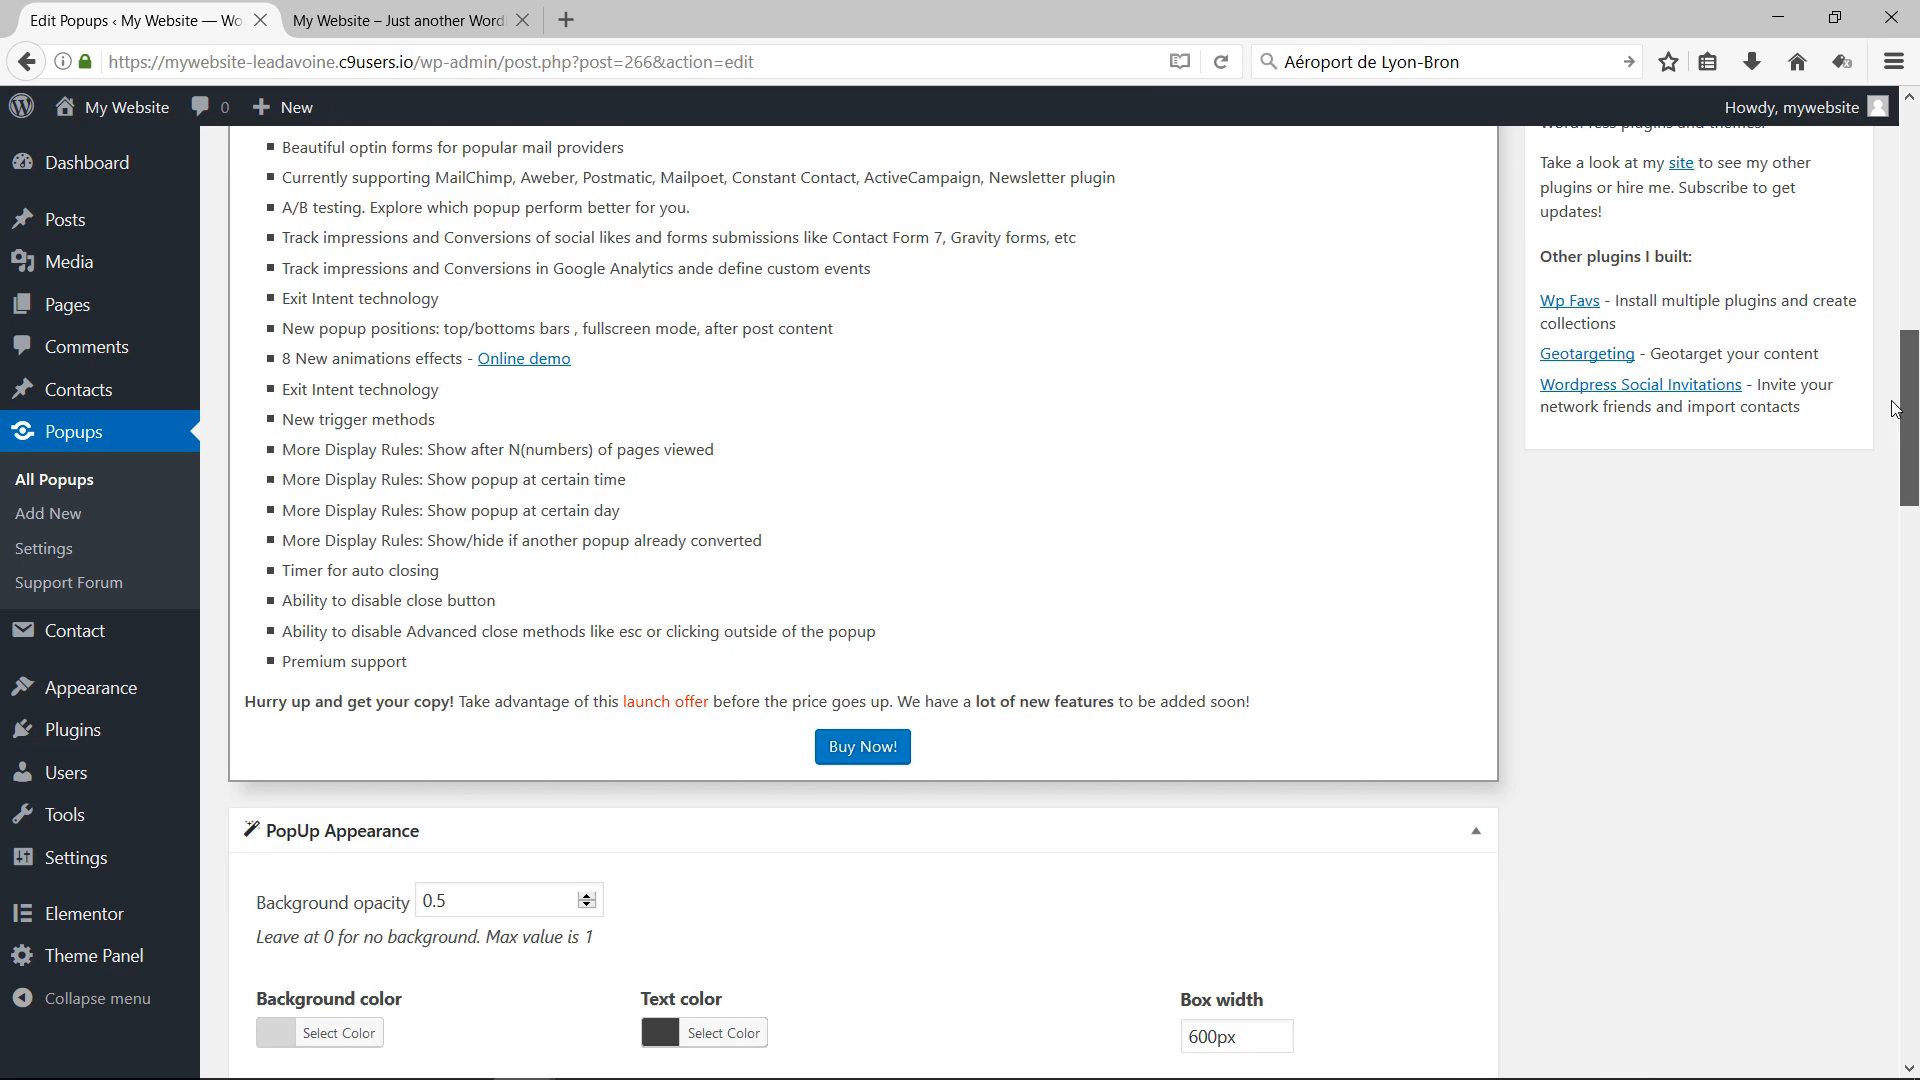 Edit Popups ‹ My Website — Wo
My Website – Just another Word
https://mywebsite-leadavoine.c9users.io/wp-admin/post.php?post=266&action=edit
Aéroport de Lyon-Bron
My Website
0
New
Howdy, mywebsite
Dashboard
Posts
Media
Pages
Comments
Contacts
Popups
All Popups
Add New
Settings
Support Forum
Contact
Appearance
Plugins
Users
Tools
Settings
Elementor
Theme Panel
Collapse menu
Beautiful optin forms for popular mail providers
Currently supporting MailChimp, Aweber, Postmatic, Mailpoet, Constant Contact, ActiveCampaign, Newsletter plugin
A/B testing. Explore which popup perform better for you.
Track impressions and Conversions of social likes and forms submissions like Contact Form 7, Gravity forms, etc
Track impressions and Conversions in Google Analytics ande define custom events
Exit Intent technology
New popup positions: top/bottoms bars , fullscreen mode, after post content
8 New animations effects - Online demo
Exit Intent technology
New trigger methods
More Display Rules: Show after N(numbers) of pages viewed
More Display Rules: Show popup at certain time
More Display Rules: Show popup at certain day
More Display Rules: Show/hide if another popup already converted
Timer for auto closing
Ability to disable close button
Ability to disable Advanced close methods like esc or clicking outside of the popup
Premium support
Hurry up and get your copy! Take advantage of this launch offer before the price goes up. We have a lot of new features to be added soon!
Buy Now!
PopUp Appearance
Background opacity 0.5
Leave at 0 for no background. Max value is 1
Background color
Select Color
Text color
Select Color
Box width
600px
WordPress plugins and themes.
Take a look at my site to see my other
plugins or hire me. Subscribe to get
updates!
Other plugins I built:
Wp Favs - Install multiple plugins and create
collections
Geotargeting - Geotarget your content
Wordpress Social Invitations - Invite your
network friends and import contacts